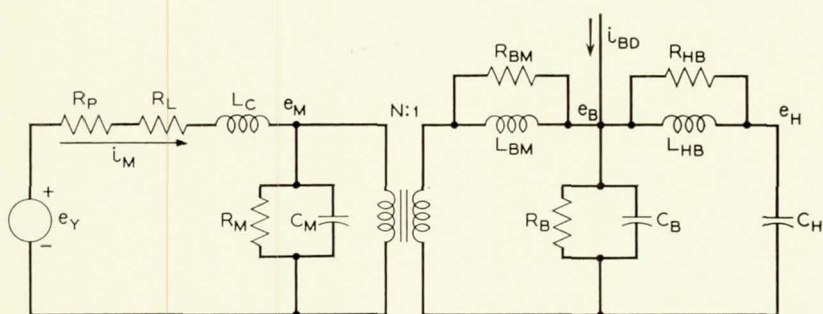 i_BD
R_BM
R_HB
R_P
R_L
L_C
e_M
N:1
e_B
e_H
i_M
L_BM
L_HB
+
e_Y
−
R_M
C_M
R_B
C_B
C_H